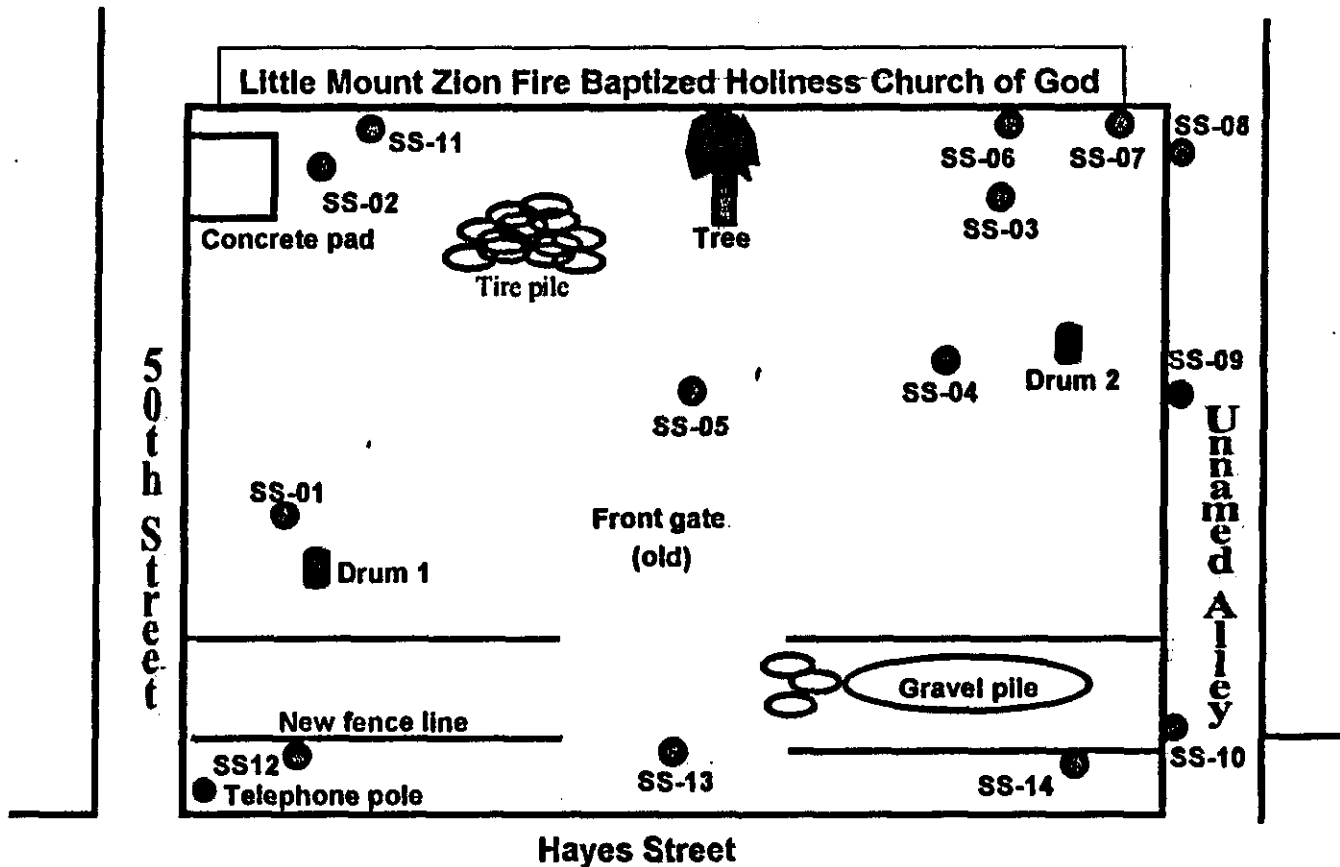 Little Mount Zion Fire Baptized Holiness Church of God
SS-11
SS-06
SS-07
SS-08
SS-02
Concrete pad
Tire pile
Tree
SS-03
50th Street
SS-09
SS-04
Drum 2
SS-05
Unnamed Alley
SS-01
Front gate
(old)
Drum 1
Gravel pile
New fence line
SS12
SS-13
SS-14
SS-10
Telephone pole
Hayes Street